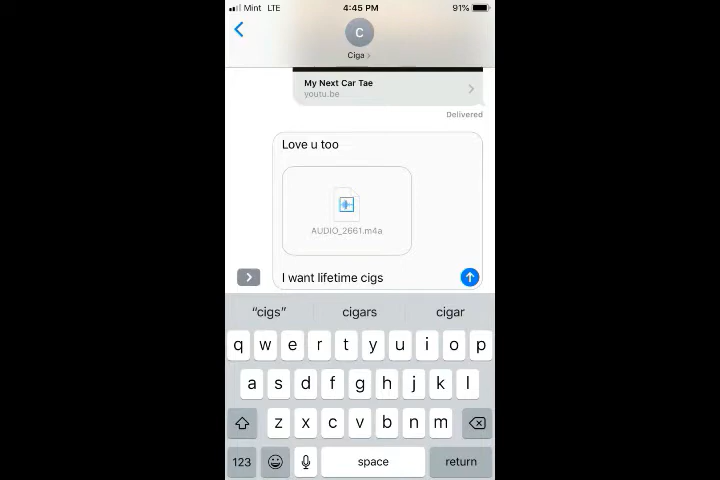 Mint LTE 4:45 PM 91%
C
Ciga
My Next Car Tae
youtu.be
Delivered
Love u too
AUDIO_2661.m4a
I want lifetime cigs
“cigs” cigars cigar
q w e r t y u i o p
a s d f g h j k l
z x c v b n m
123 space return